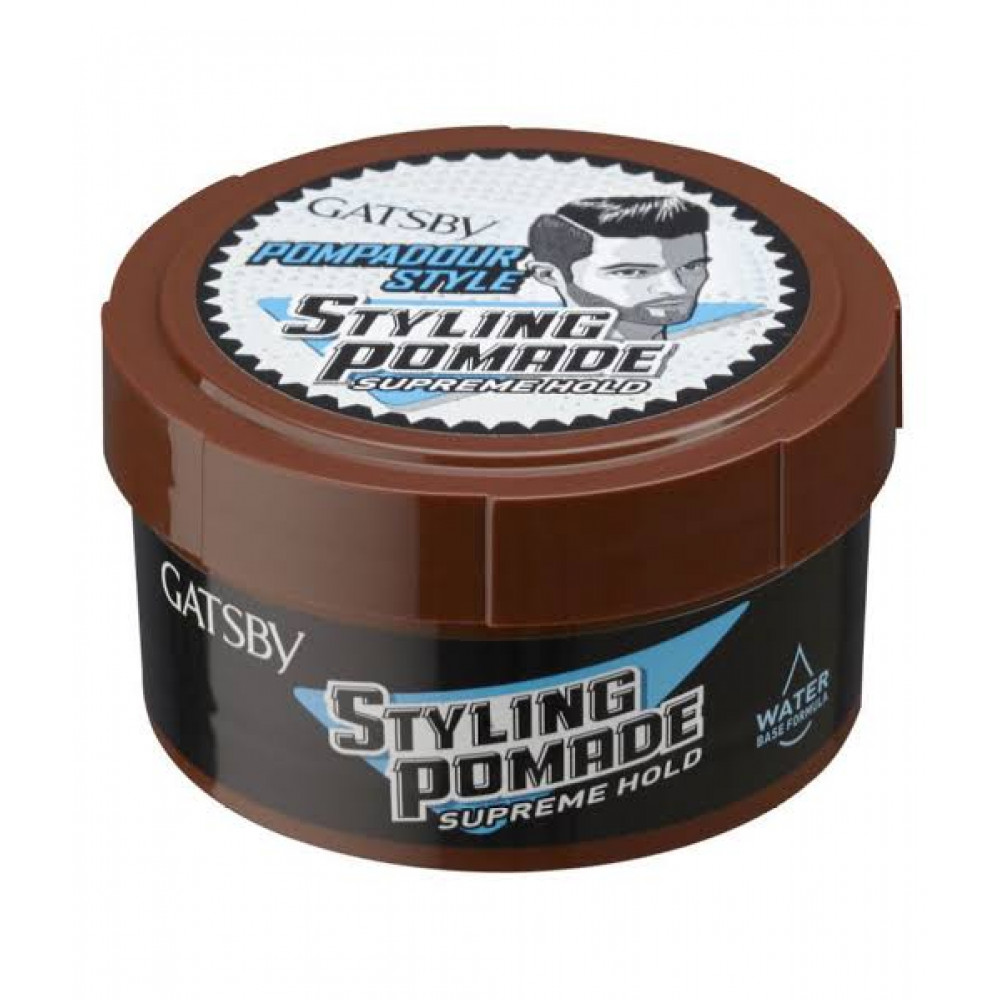 GATSBY
POMPADOUR
STYLE
STYLING
POMADE
SUPREME HOLD
GATSBY
STYLING
POMADE
SUPREME HOLD
WATER
BASE FORMULA